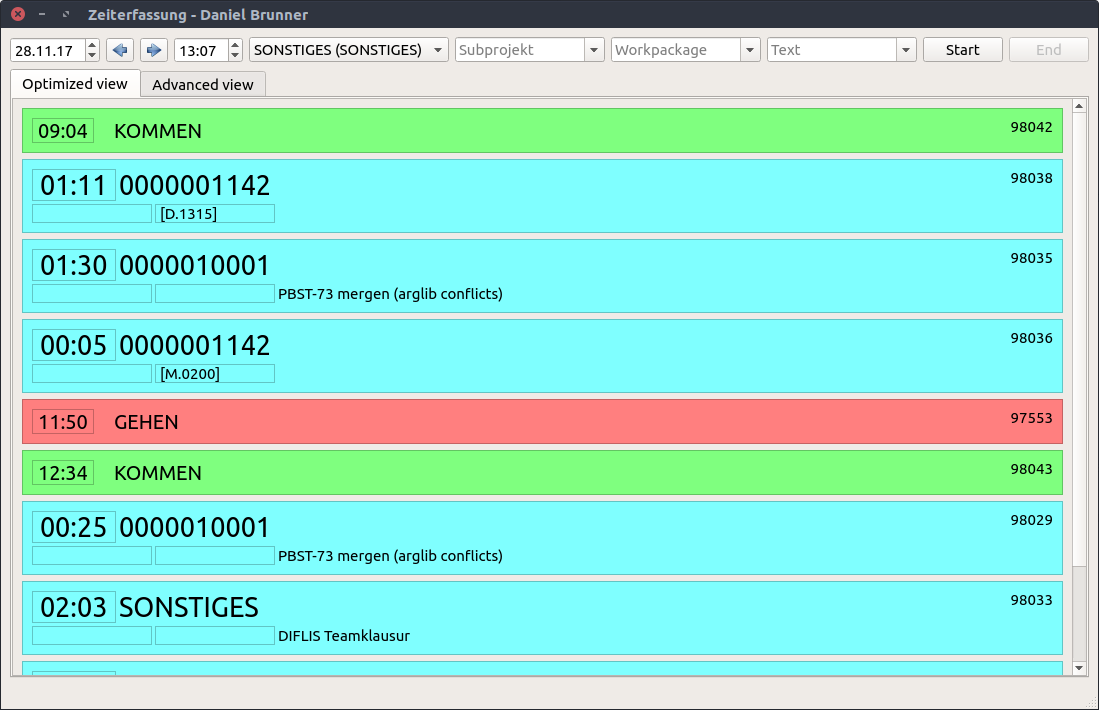 Zeiterfassung - Daniel Brunner
28.11.17 13:07 SONSTIGES (SONSTIGES) Subprojekt Workpackage Text Start End
Optimized view Advanced view
09:04 KOMMEN 98042
01:11 0000001142 98038
[D.1315]
01:30 0000010001 98035
PBST-73 mergen (arglib conflicts)
00:05 0000001142 98036
[M.0200]
11:50 GEHEN 97553
12:34 KOMMEN 98043
00:25 0000010001 98029
PBST-73 mergen (arglib conflicts)
02:03 SONSTIGES 98033
DIFLIS Teamklausur